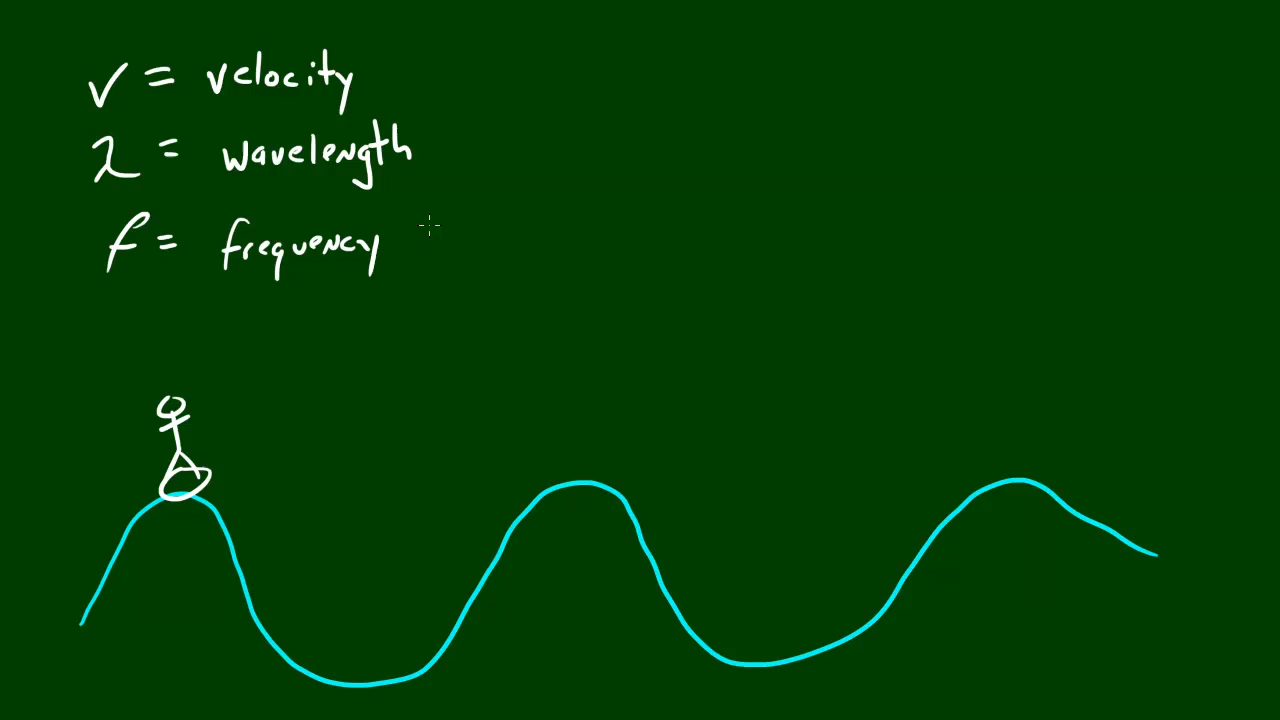 v = velocity
λ = wavelength
f = frequency